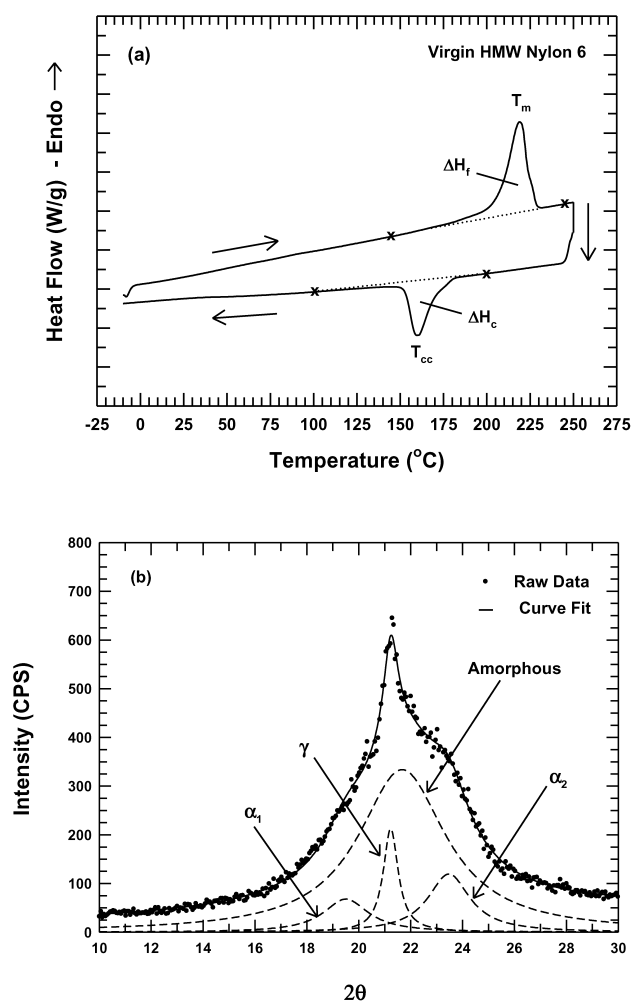 (a)
Virgin HMW Nylon 6
Heat Flow (W/g) - Endo →
Tm
ΔHf
ΔHc
Tcc
x
x
x
x
-25 0 25 50 75 100 125 150 175 200 225 250 275
Temperature (°C)
(b)
Raw Data
Curve Fit
Amorphous
γ
α1
α2
Intensity (CPS)
800
700
600
500
400
300
200
100
0
10 12 14 16 18 20 22 24 26 28 30
2θ